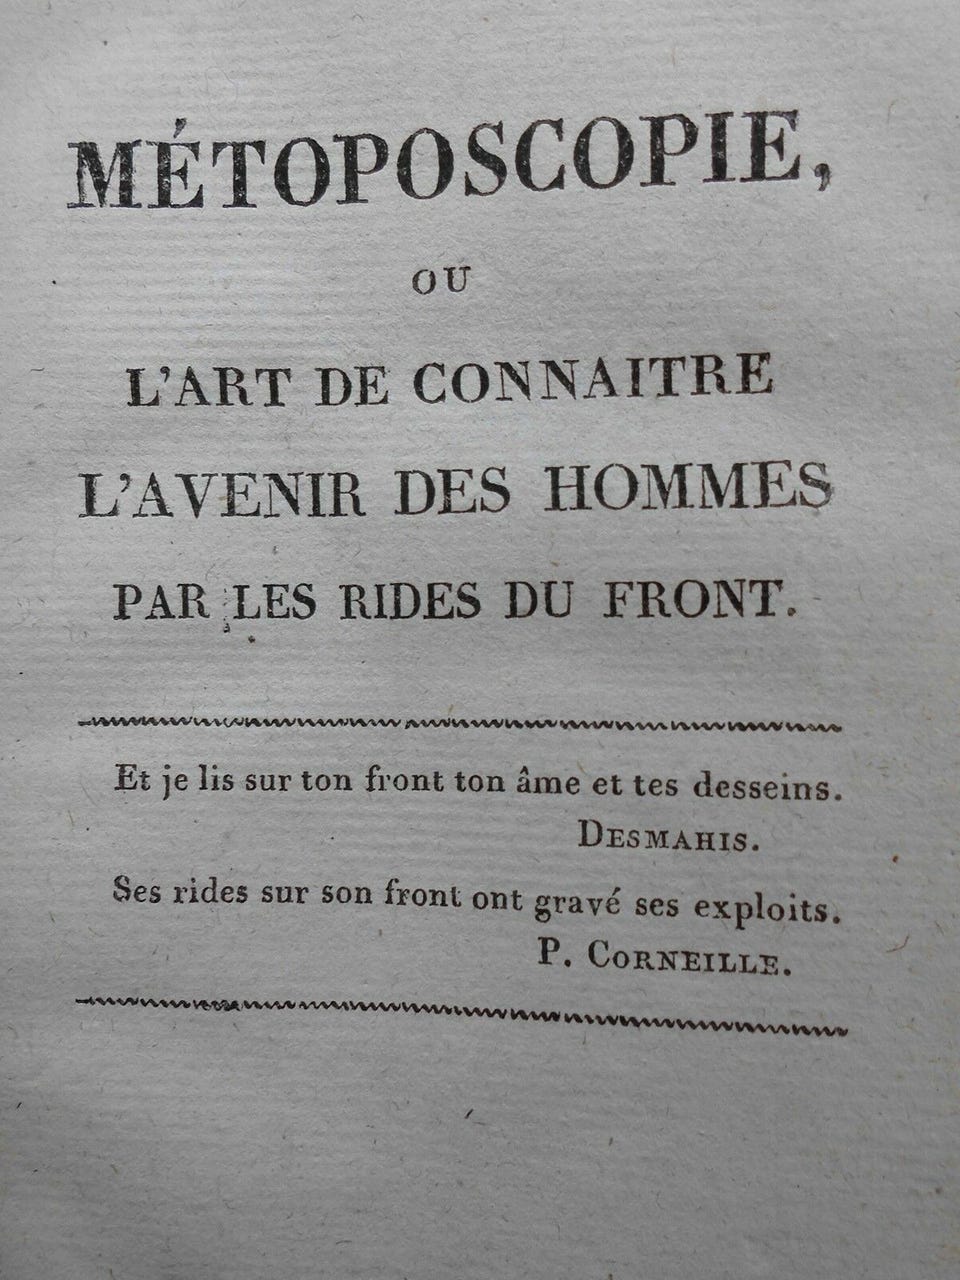 MÉTOPOSCOPIE,
OU
L'ART DE CONNAITRE
L'AVENIR DES HOMMES
PAR LES RIDES DU FRONT.
Et je lis sur ton front ton âme et tes desseins.
DESMAHIS.
Ses rides sur son front ont gravé ses exploits.
P. CORNEILLE.